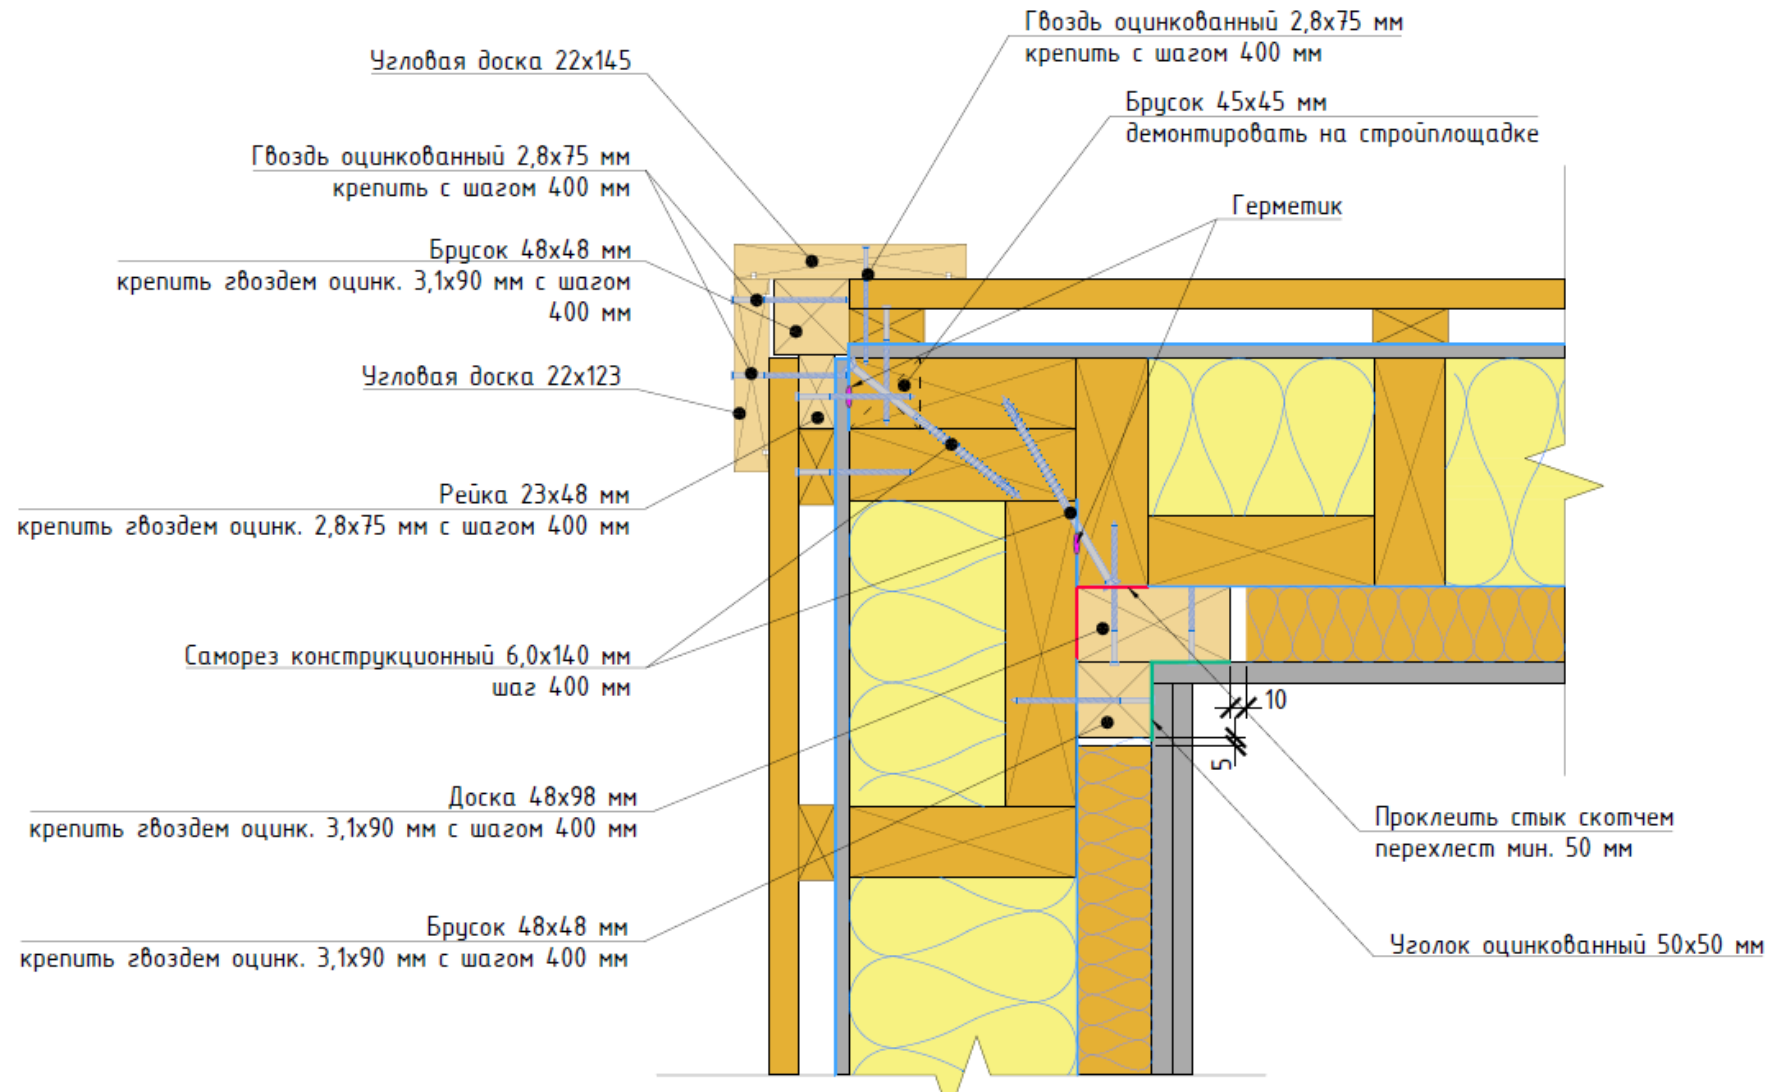 Гвоздь оцинкованный 2,8х75 мм
крепить с шагом 400 мм
Угловая доска 22х145
Брусок 45х45 мм
демонтировать на стройплощадке
Гвоздь оцинкованный 2,8х75 мм
крепить с шагом 400 мм
Герметик
Брусок 48х48 мм
крепить гвоздем оцинк. 3,1х90 мм с шагом
400 мм
Угловая доска 22х123
Рейка 23х48 мм
крепить гвоздем оцинк. 2,8х75 мм с шагом 400 мм
Саморез конструкционный 6,0х140 мм
шаг 400 мм
10
5
Доска 48х98 мм
крепить гвоздем оцинк. 3,1х90 мм с шагом 400 мм
Проклеить стык скотчем
перехлест мин. 50 мм
Брусок 48х48 мм
крепить гвоздем оцинк. 3,1х90 мм с шагом 400 мм
Уголок оцинкованный 50х50 мм